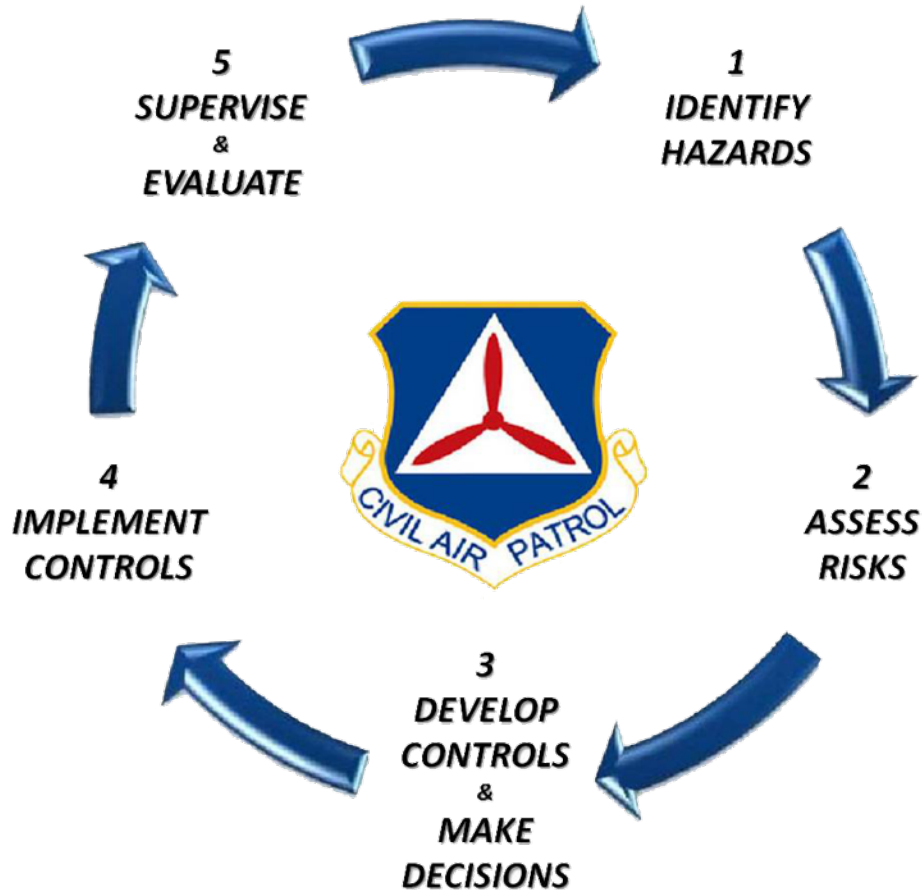 1
IDENTIFY
HAZARDS
2
ASSESS
RISKS
3
DEVELOP
CONTROLS
&
MAKE
DECISIONS
4
IMPLEMENT
CONTROLS
5
SUPERVISE
&
EVALUATE
CIVIL AIR PATROL